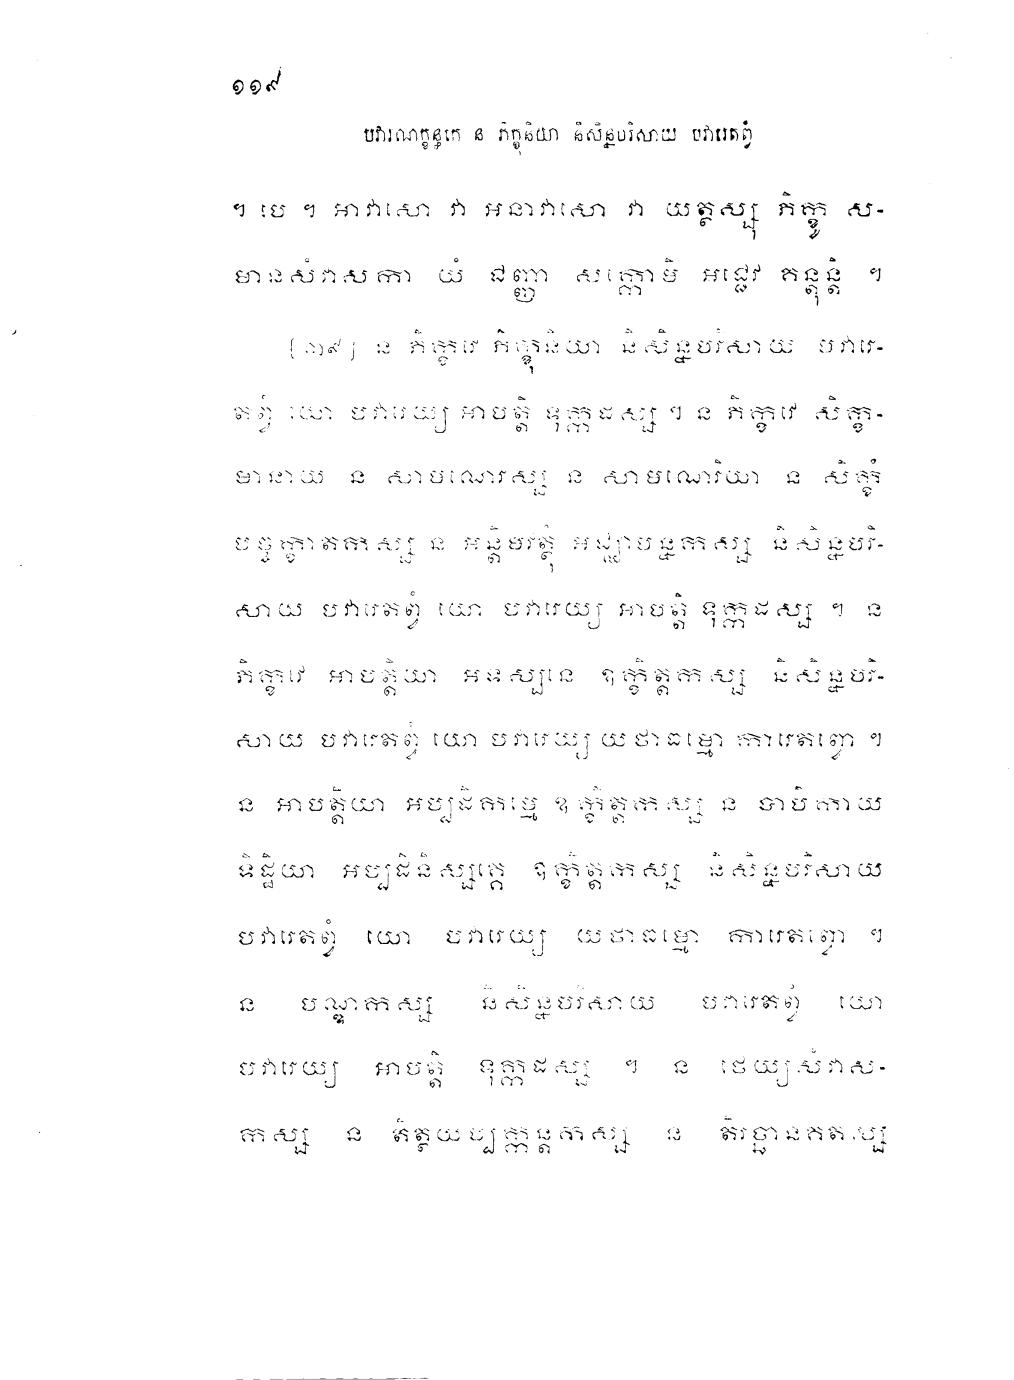 ១១៩
បវារណក្ខន្ធកេ ន ភិក្ខុនិយា និសិន្នបរិសាយ បវារេតព្វំ
។ បេ ។ អាវាសោ វា អនាវាសោ វា យត្ថស្សុ ភិក្ខូ ស-
មានសំវាសកា យំ ជញ្ញា សក្កោមិ អជ្ជេវ គន្តុន្តិ ។
ន ភិក្ខវេ ភិក្ខុនិយា និសិន្នបរិសាយ បវារេ-
តព្វំ យោ បវារេយ្យ អាបត្តិ ទុក្កដស្ស ។ ន ភិក្ខវេ សិក្ខ-
មានាយ ន សាមណេរស្ស ន សាមណេរិយា ន សិក្ខំ
បច្ចក្ខាតកស្ស ន អន្តិមវត្ថុំ អជ្ឈាបន្នកស្ស និសិន្នបរិ-
សាយ បវារេតព្វំ យោ បវារេយ្យ អាបត្តិ ទុក្កដស្ស ។ ន
ភិក្ខវេ អាបត្តិយា អទស្សនេ ឧក្ខិត្តកស្ស និសិន្នបរិ-
សាយ បវារេតព្វំ យោ បវារេយ្យ យថាធម្មោ ការេតព្វោ ។
ន អាបត្តិយា អប្បដិកម្មេ ឧក្ខិត្តកស្ស ន បាបិកាយ
ទិដ្ឋិយា អប្បដិនិស្សគ្គេ ឧក្ខិត្តកស្ស និសិន្នបរិសាយ
បវារេតព្វំ យោ បវារេយ្យ យថាធម្មោ ការេតព្វោ ។
ន បណ្ឌកស្ស និសិន្នបរិសាយ បវារេតព្វំ យោ
បវារេយ្យ អាបត្តិ ទុក្កដស្ស ។ ន ថេយ្យសំវាស-
កស្ស ន តិត្ថិយប្បក្កន្តកស្ស ន តិរច្ឆានគតស្ស